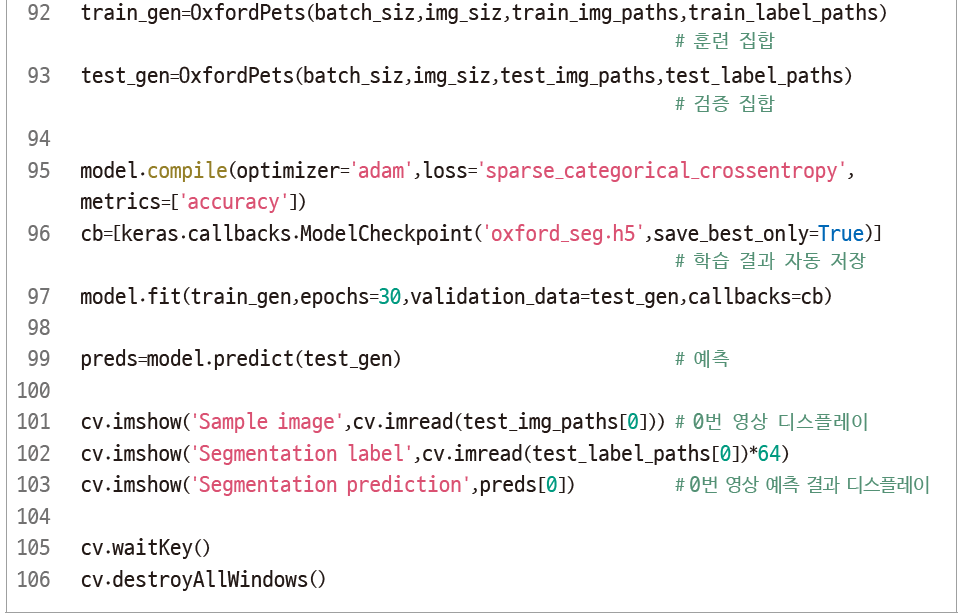 92 train_gen=OxfordPets(batch_siz,img_siz,train_img_paths,train_label_paths)
# 훈련 집합
93 test_gen=OxfordPets(batch_siz,img_siz,test_img_paths,test_label_paths)
# 검증 집합
94
95 model.compile(optimizer='adam',loss='sparse_categorical_crossentropy',
metrics=['accuracy'])
96 cb=[keras.callbacks.ModelCheckpoint('oxford_seg.h5',save_best_only=True)]
# 학습 결과 자동 저장
97 model.fit(train_gen,epochs=30,validation_data=test_gen,callbacks=cb)
98
99 preds=model.predict(test_gen) # 예측
100
101 cv.imshow('Sample image',cv.imread(test_img_paths[0])) # 0번 영상 디스플레이
102 cv.imshow('Segmentation label',cv.imread(test_label_paths[0])*64)
103 cv.imshow('Segmentation prediction',preds[0]) # 0번 영상 예측 결과 디스플레이
104
105 cv.waitKey()
106 cv.destroyAllWindows()